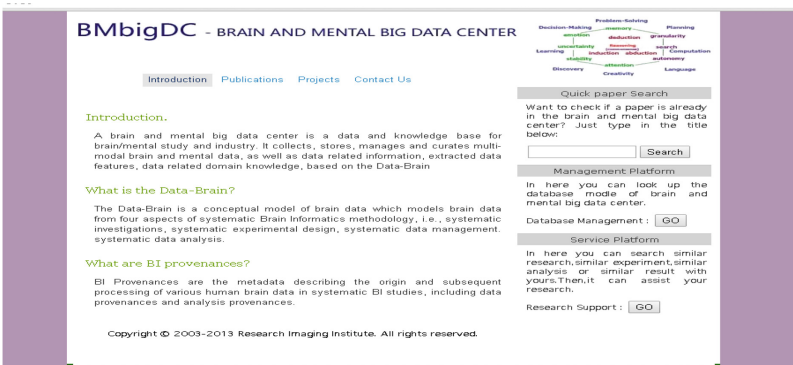 BMbigDC - BRAIN AND MENTAL BIG DATA CENTER
Problem-Solving
Decision-Making memory Planning
emotion deduction granularity
uncertainty Reasoning search
Learning induction abduction Computation
stability autonomy
attention
Discovery Language
Creativity
Introduction Publications Projects Contact Us
Introduction.
A brain and mental big data center is a data and knowledge base for
brain/mental study and industry. It collects, stores, manages and curates multi-
modal brain and mental data, as well as data related information, extracted data
features, data related domain knowledge, based on the Data-Brain
What is the Data-Brain?
The Data-Brain is a conceptual model of brain data which models brain data
from four aspects of systematic Brain Informatics methodology, i.e., systematic
investigations, systematic experimental design, systematic data management.
systematic data analysis.
What are BI provenances?
BI Provenances are the metadata describing the origin and subsequent
processing of various human brain data in systematic BI studies, including data
provenances and analysis provenances.
Quick paper Search
Want to check if a paper is already
in the brain and mental big data
center? Just type in the title
below:
Search
Management Platform
In here you can look up the
database modle of brain and
mental big data center.
Database Management : GO
Service Platform
In here you can search similar
research,similar experiment,similar
analysis or similar result with
yours.Then,it can assist your
research.
Research Support : GO
Copyright © 2003-2013 Research Imaging Institute. All rights reserved.